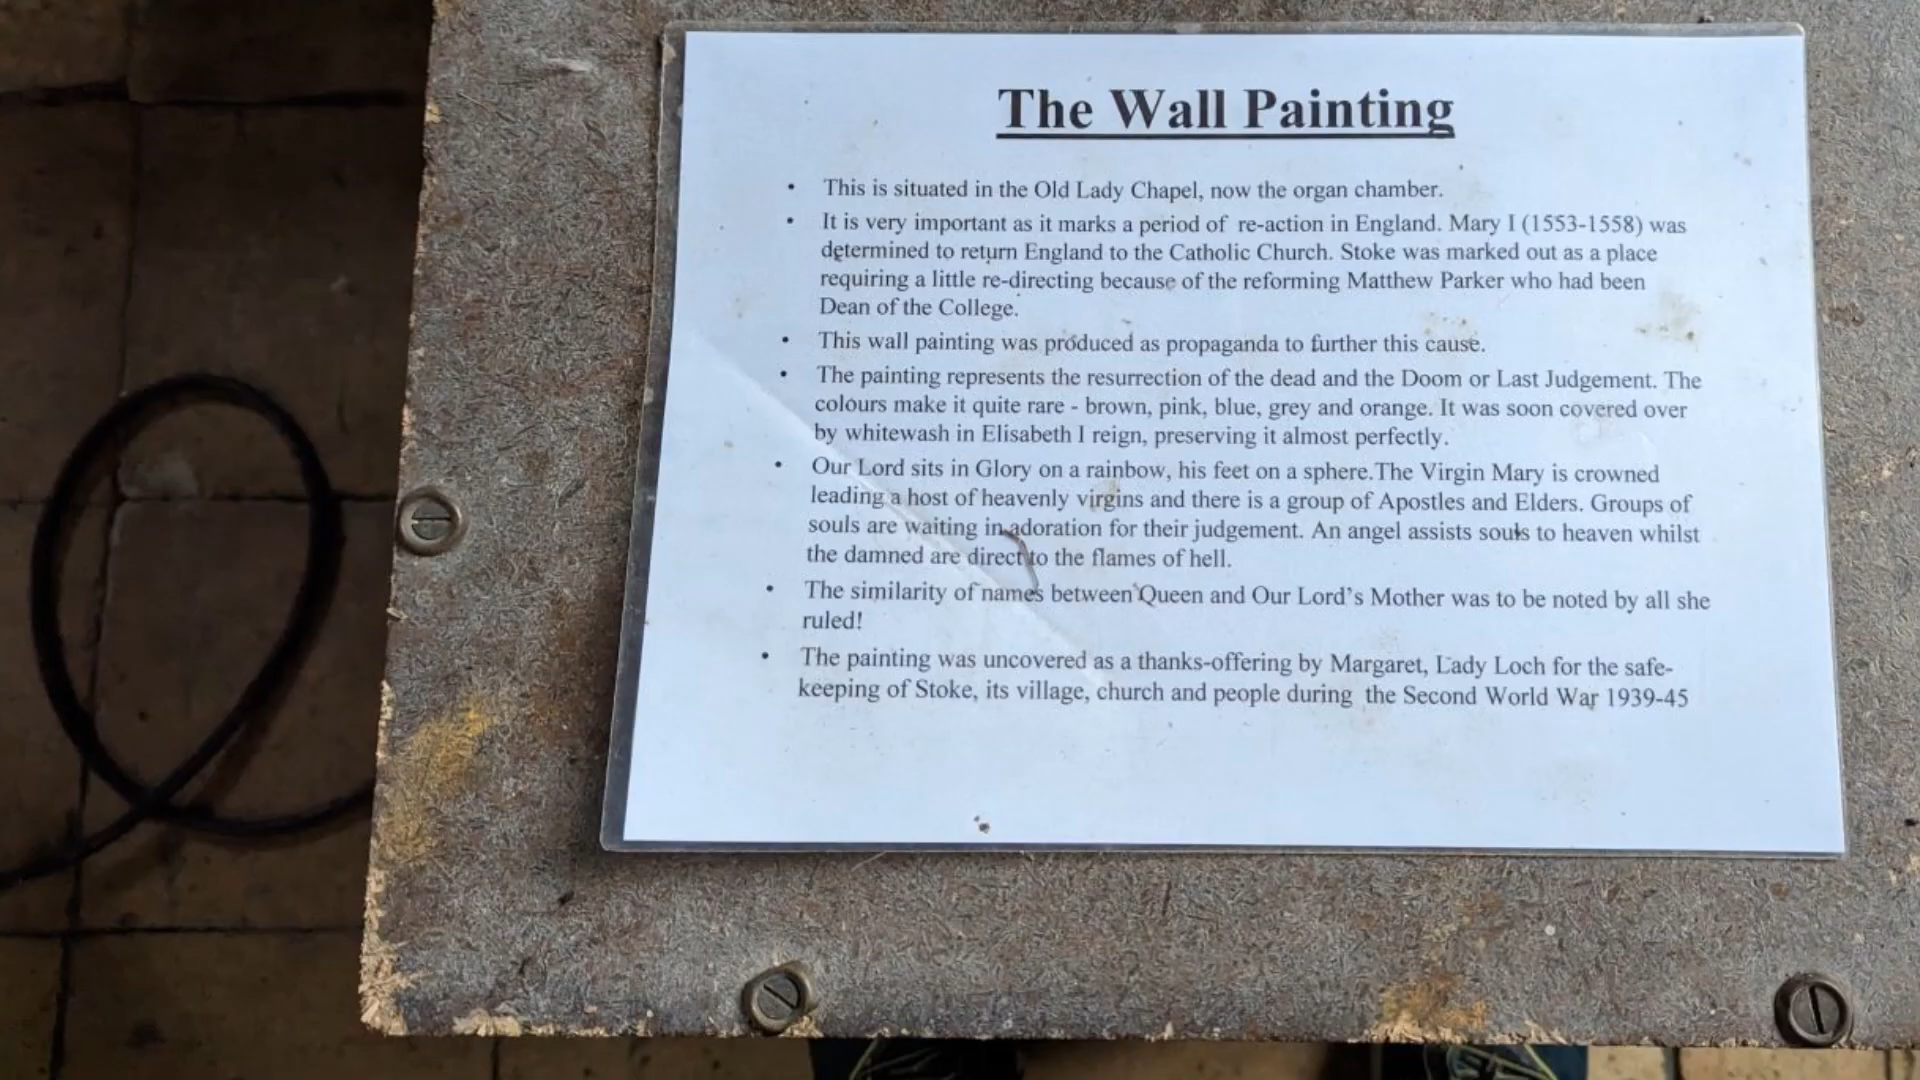 The Wall Painting
• This is situated in the Old Lady Chapel, now the organ chamber.
• It is very important as it marks a period of re-action in England. Mary I (1553-1558) was
determined to return England to the Catholic Church. Stoke was marked out as a place
requiring a little re-directing because of the reforming Matthew Parker who had been
Dean of the College.
• This wall painting was produced as propaganda to further this cause.
• The painting represents the resurrection of the dead and the Doom or Last Judgement. The
colours make it quite rare - brown, pink, blue, grey and orange. It was soon covered over
by whitewash in Elisabeth I reign, preserving it almost perfectly.
• Our Lord sits in Glory on a rainbow, his feet on a sphere.The Virgin Mary is crowned
leading a host of heavenly virgins and there is a group of Apostles and Elders. Groups of
souls are waiting in adoration for their judgement. An angel assists souls to heaven whilst
the damned are direct to the flames of hell.
• The similarity of names between Queen and Our Lord's Mother was to be noted by all she
ruled!
• The painting was uncovered as a thanks-offering by Margaret, Lady Loch for the safe-
keeping of Stoke, its village, church and people during the Second World War 1939-45